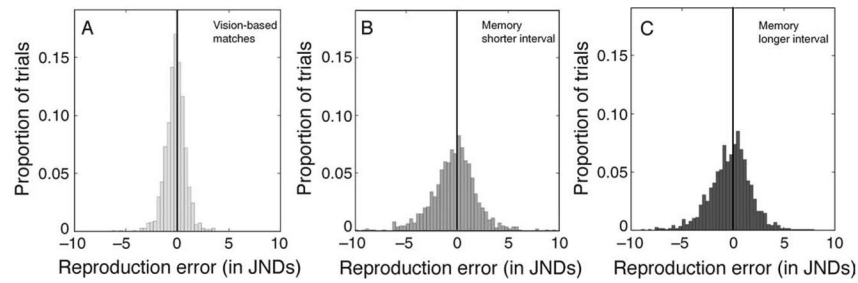 A
Vision-based
matches
Proportion of trials
0.15
0.10
0.05
0
−10
−5
0
5
10
Reproduction error (in JNDs)
B
Memory
shorter interval
Proportion of trials
0.15
0.10
0.05
0
−10
−5
0
5
10
Reproduction error (in JNDs)
C
Memory
longer interval
Proportion of trials
0.15
0.10
0.05
0
−10
−5
0
5
10
Reproduction error (in JNDs)